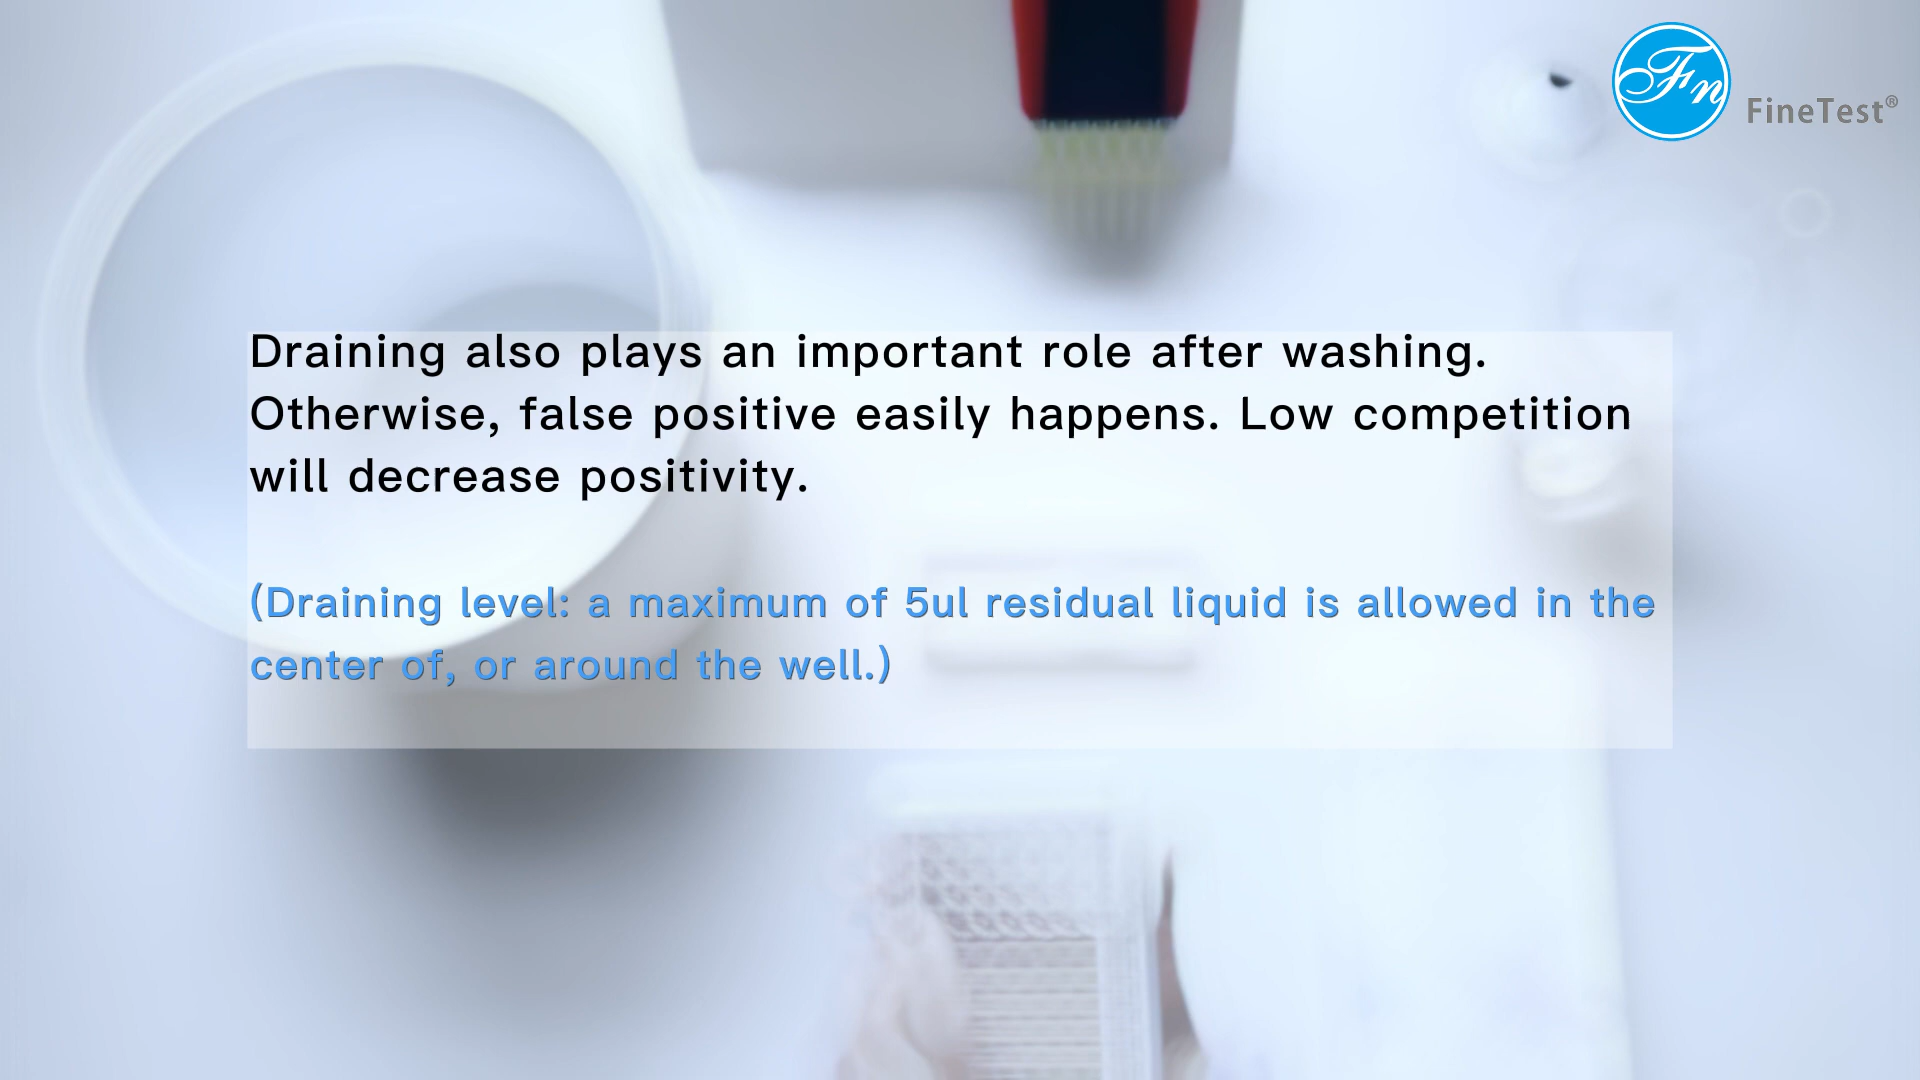 Fn
FineTest®
Draining also plays an important role after washing.
Otherwise, false positive easily happens. Low competition
will decrease positivity.
(Draining level: a maximum of 5ul residual liquid is allowed in the
center of, or around the well.)